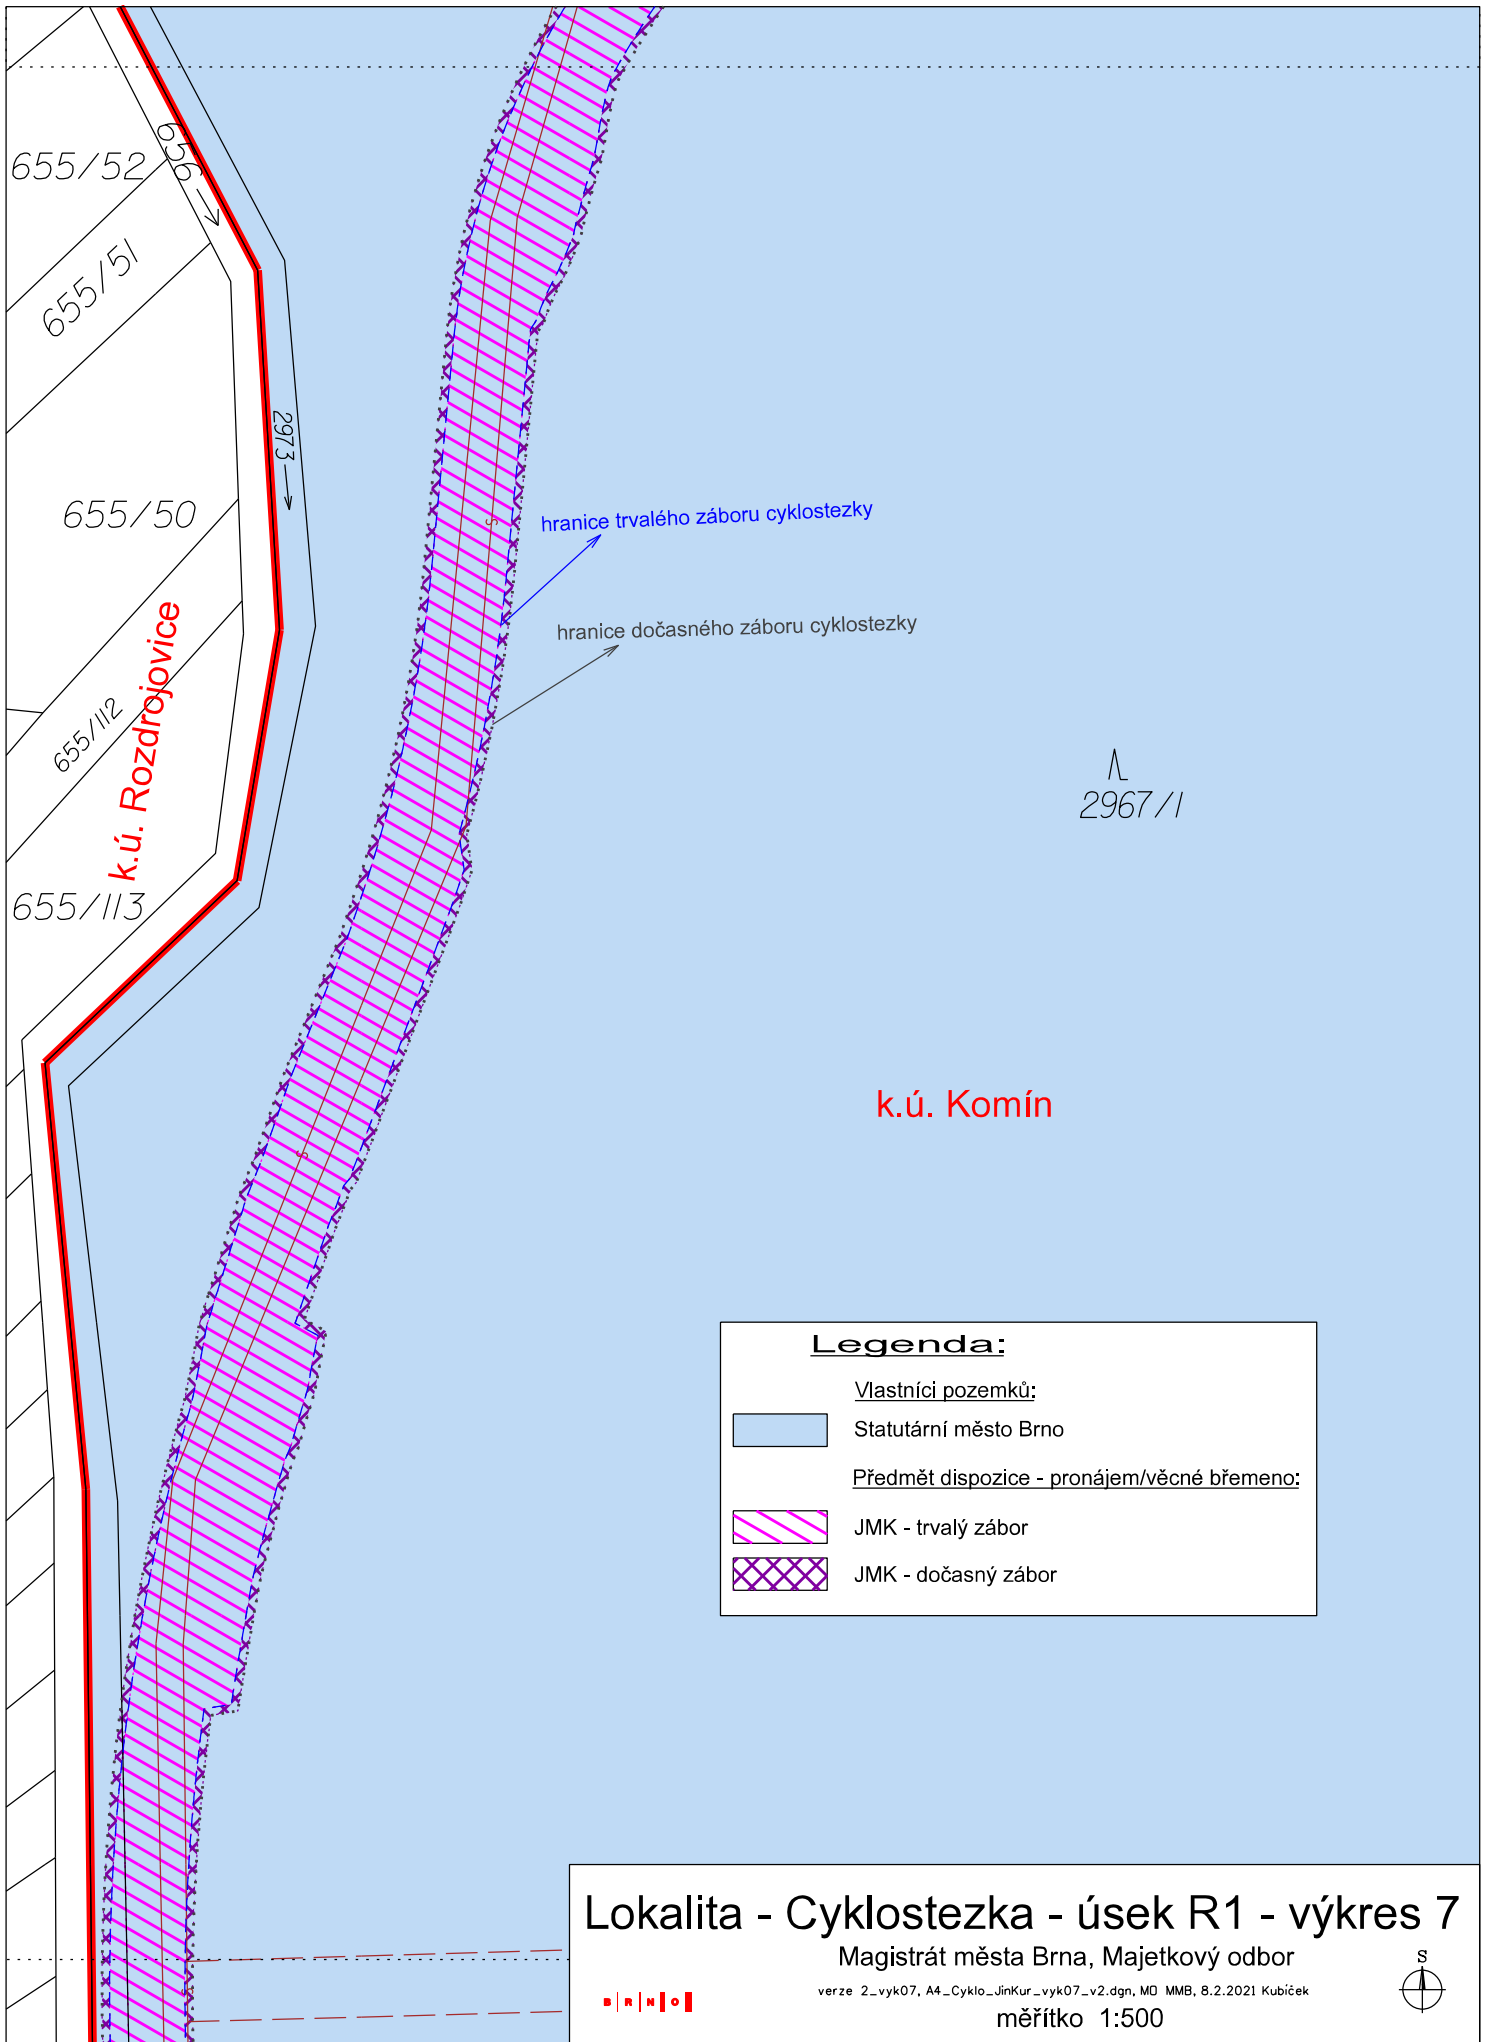 655/52
656
655/51
2973
655/50
hranice trvalého záboru cyklostezky
hranice dočasného záboru cyklostezky
655/112
k.ú. Rozdrojovice
2967/1
655/113
k.ú. Komín
Legenda:
Vlastníci pozemků:
Statutární město Brno
Předmět dispozice - pronájem/věcné břemeno:
JMK - trvalý zábor
JMK - dočasný zábor
Lokalita - Cyklostezka - úsek R1 - výkres 7
Magistrát města Brna, Majetkový odbor
S
verze 2_vyk07, A4_Cyklo_JinKur_vyk07_v2.dgn, MO MMB, 8.2.2021 Kubíček
B R N O
měřítko 1:500